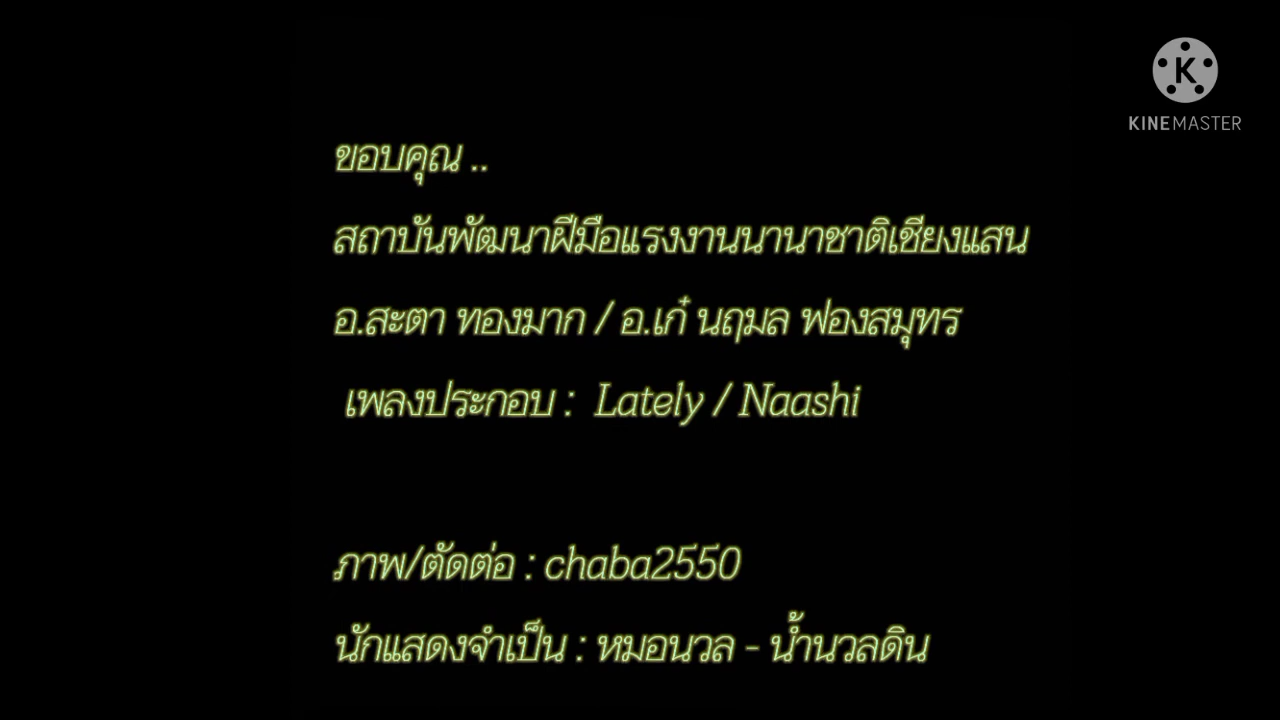 KINEMASTER
ขอบคุณ ..
สถาบันพัฒนาฝีมือแรงงานนานาชาติเชียงแสน
อ.สะตา ทองมาก / อ.เก๋ นฤมล ฟองสมุทร
เพลงประกอบ : Lately / Naashi
ภาพ/ตัดต่อ : chaba2550
นักแสดงจำเป็น : หมอนวล - น้ำนวลดิน